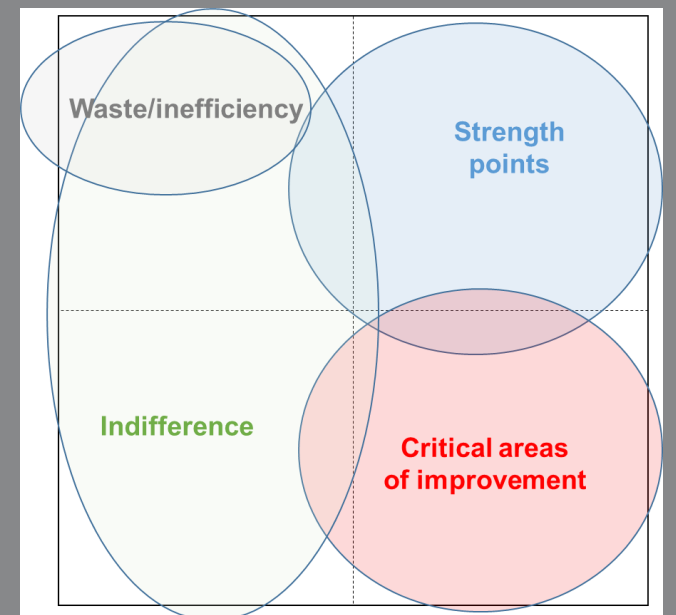 Waste/inefficiency
Strength
points
Indifference
Critical areas
of improvement